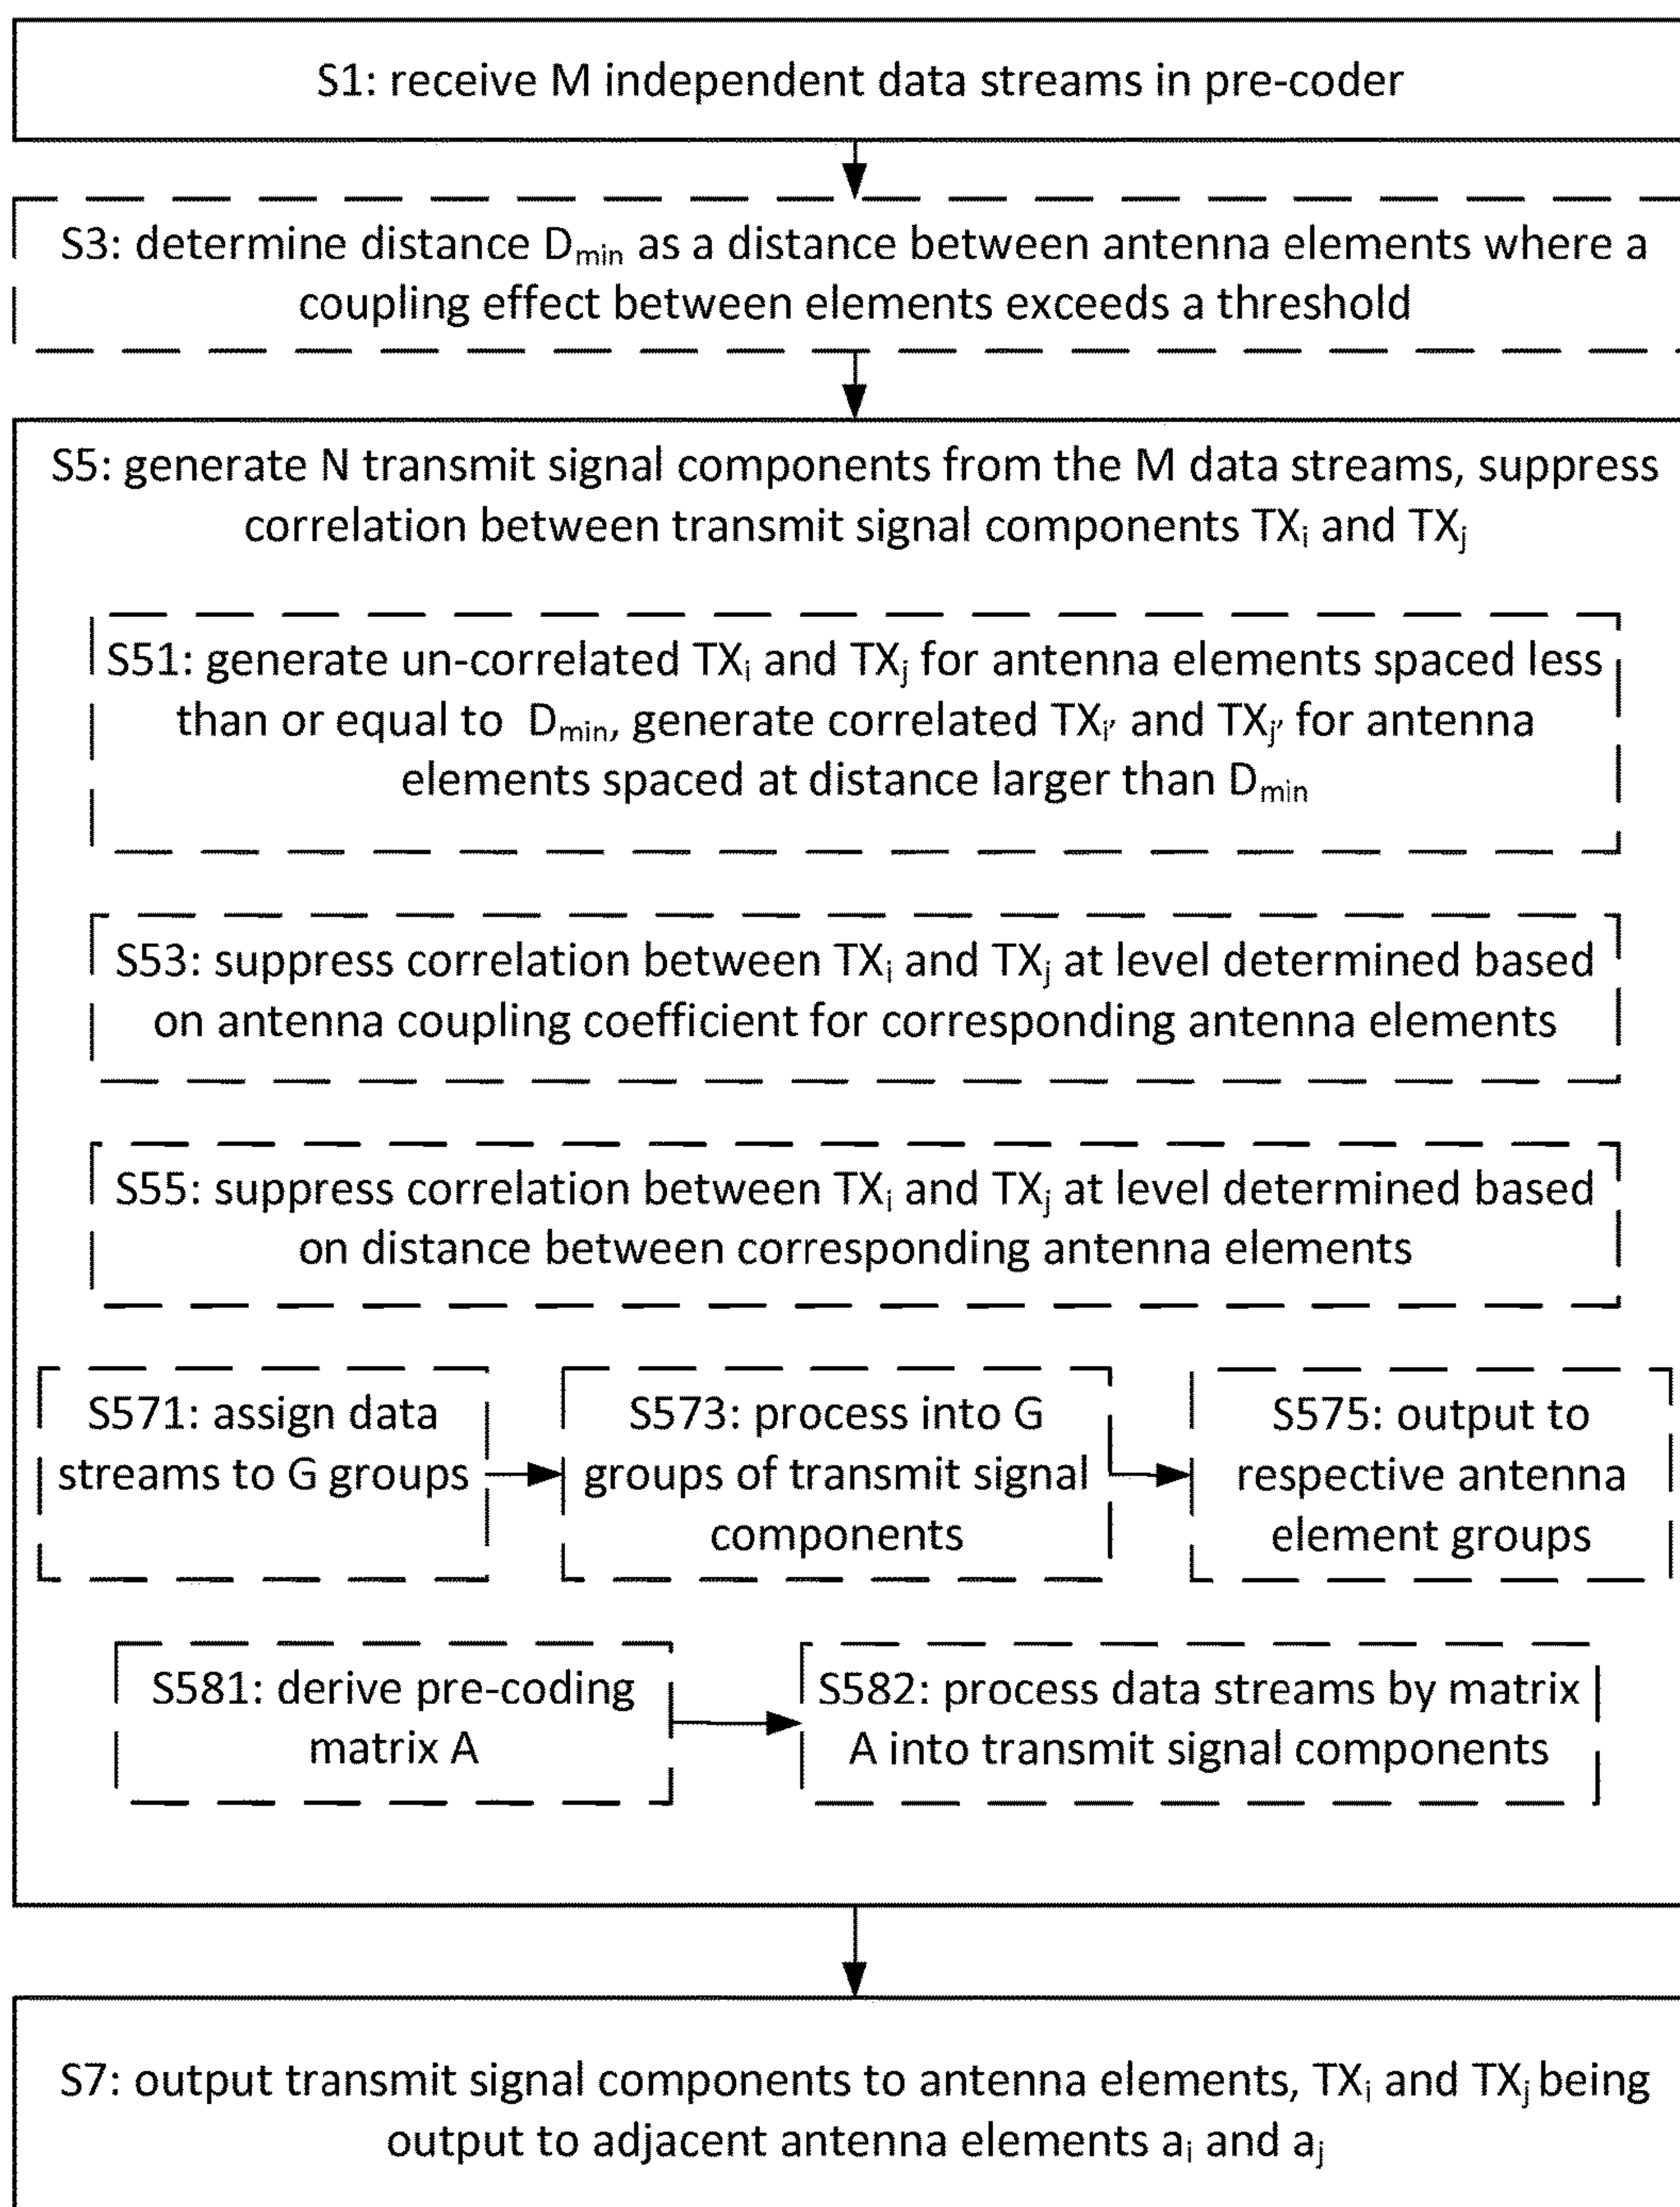 S1: receive M independent data streams in pre-coder
S3: determine distance Dmin as a distance between antenna elements where a
coupling effect between elements exceeds a threshold
S5: generate N transmit signal components from the M data streams, suppress
correlation between transmit signal components TXi and TXj
S51: generate un-correlated TXi and TXj for antenna elements spaced less
than or equal to Dmin, generate correlated TXi' and TXj' for antenna
elements spaced at distance larger than Dmin
S53: suppress correlation between TXi and TXj at level determined based
on antenna coupling coefficient for corresponding antenna elements
S55: suppress correlation between TXi and TXj at level determined based
on distance between corresponding antenna elements
S571: assign data
streams to G groups
S573: process into G
groups of transmit signal
components
S575: output to
respective antenna
element groups
S581: derive pre-coding
matrix A
S582: process data streams by matrix
A into transmit signal components
S7: output transmit signal components to antenna elements, TXi and TXj being
output to adjacent antenna elements ai and aj